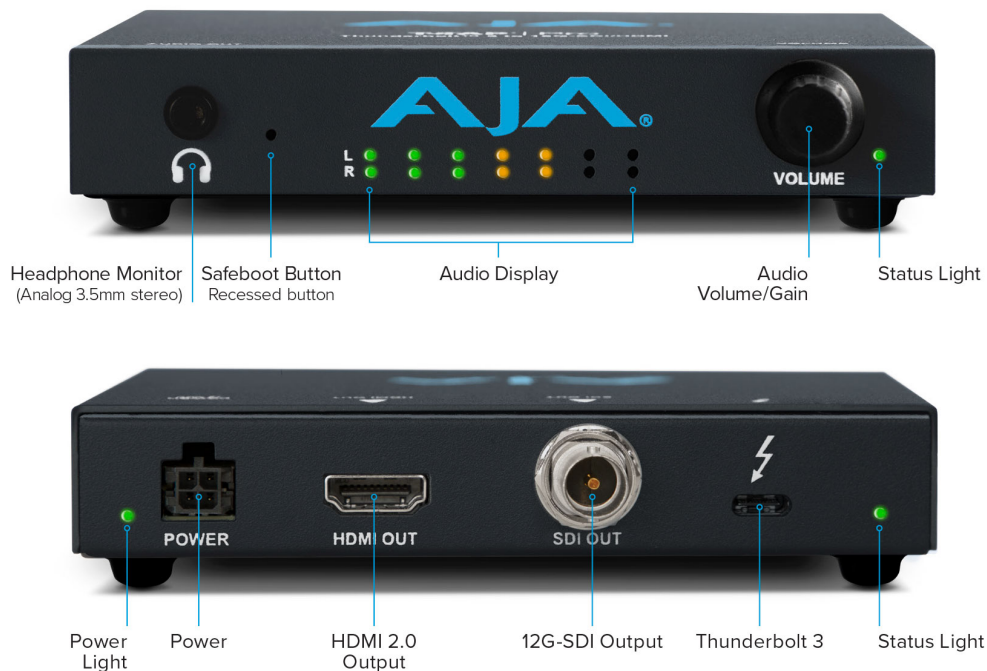 AJA®
L
R
VOLUME
Headphone Monitor
(Analog 3.5mm stereo)
Safeboot Button
Recessed button
Audio Display
Audio
Volume/Gain
Status Light
POWER
HDMI OUT
SDI OUT
Power
Light
Power
HDMI 2.0
Output
12G-SDI Output
Thunderbolt 3
Status Light